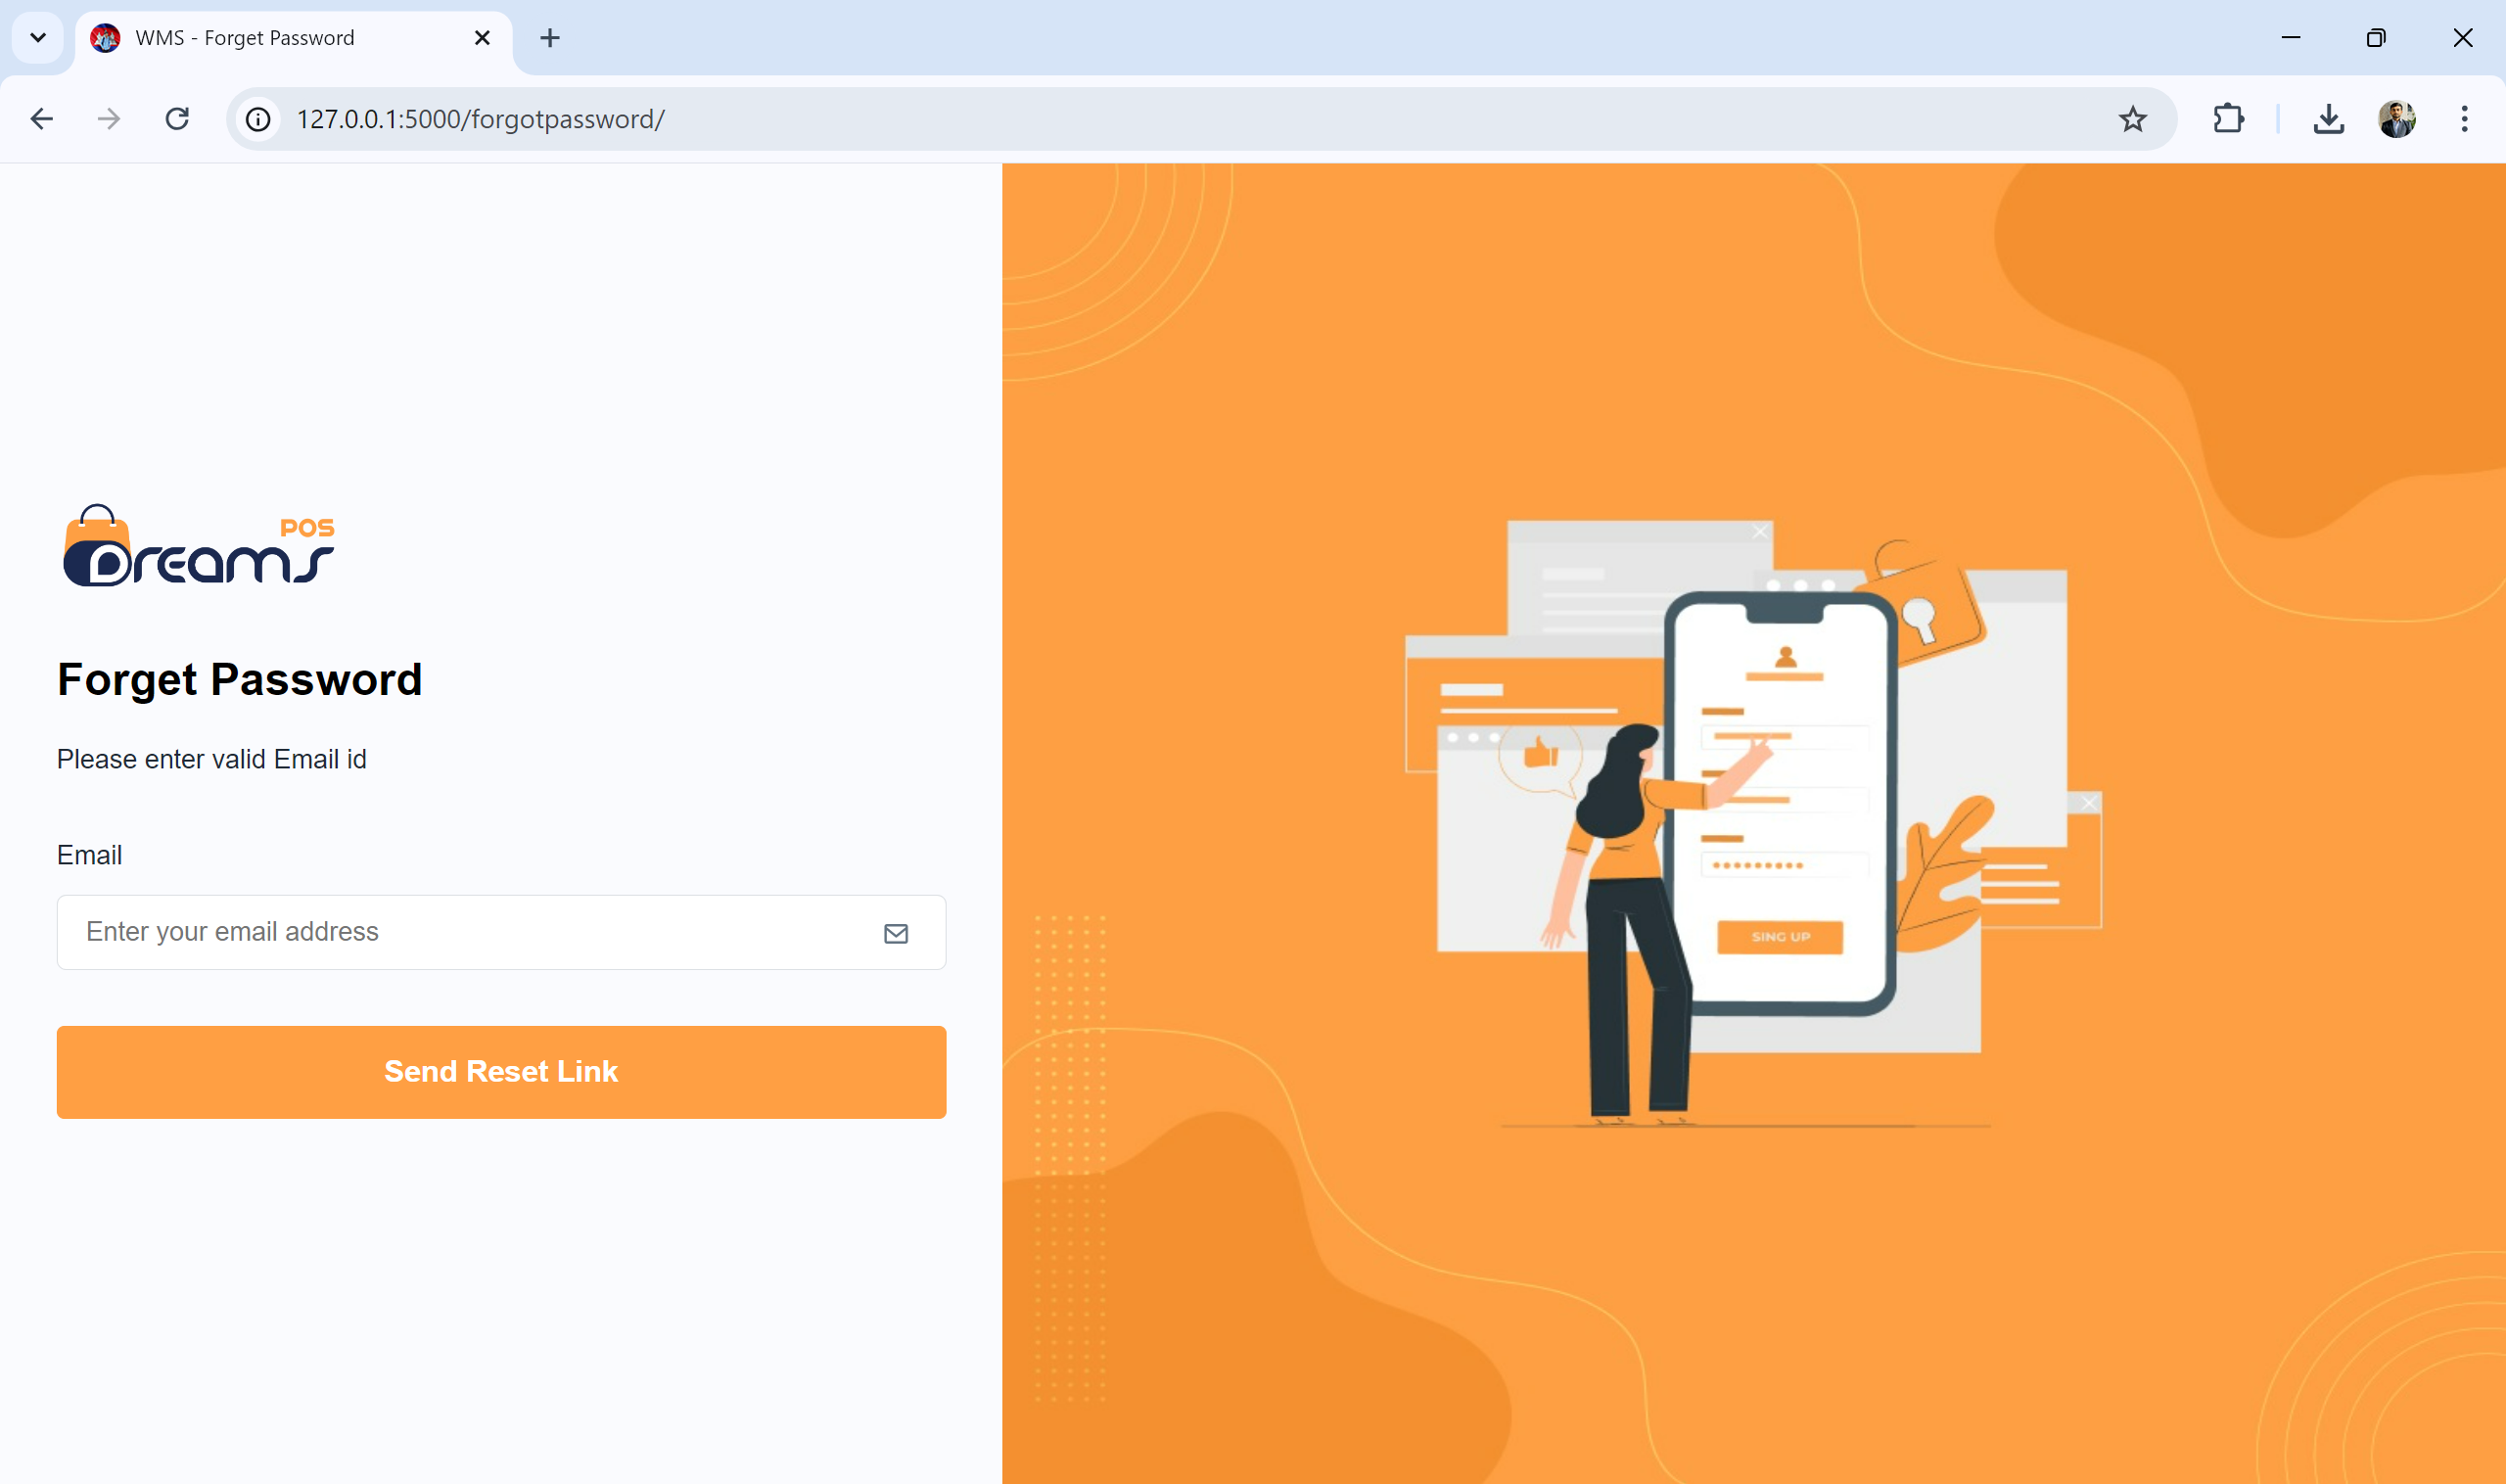 WMS - Forget Password
127.0.0.1:5000/forgotpassword/
POS
Dreams
Forget Password
Please enter valid Email id
Email
Enter your email address
Send Reset Link
SING UP